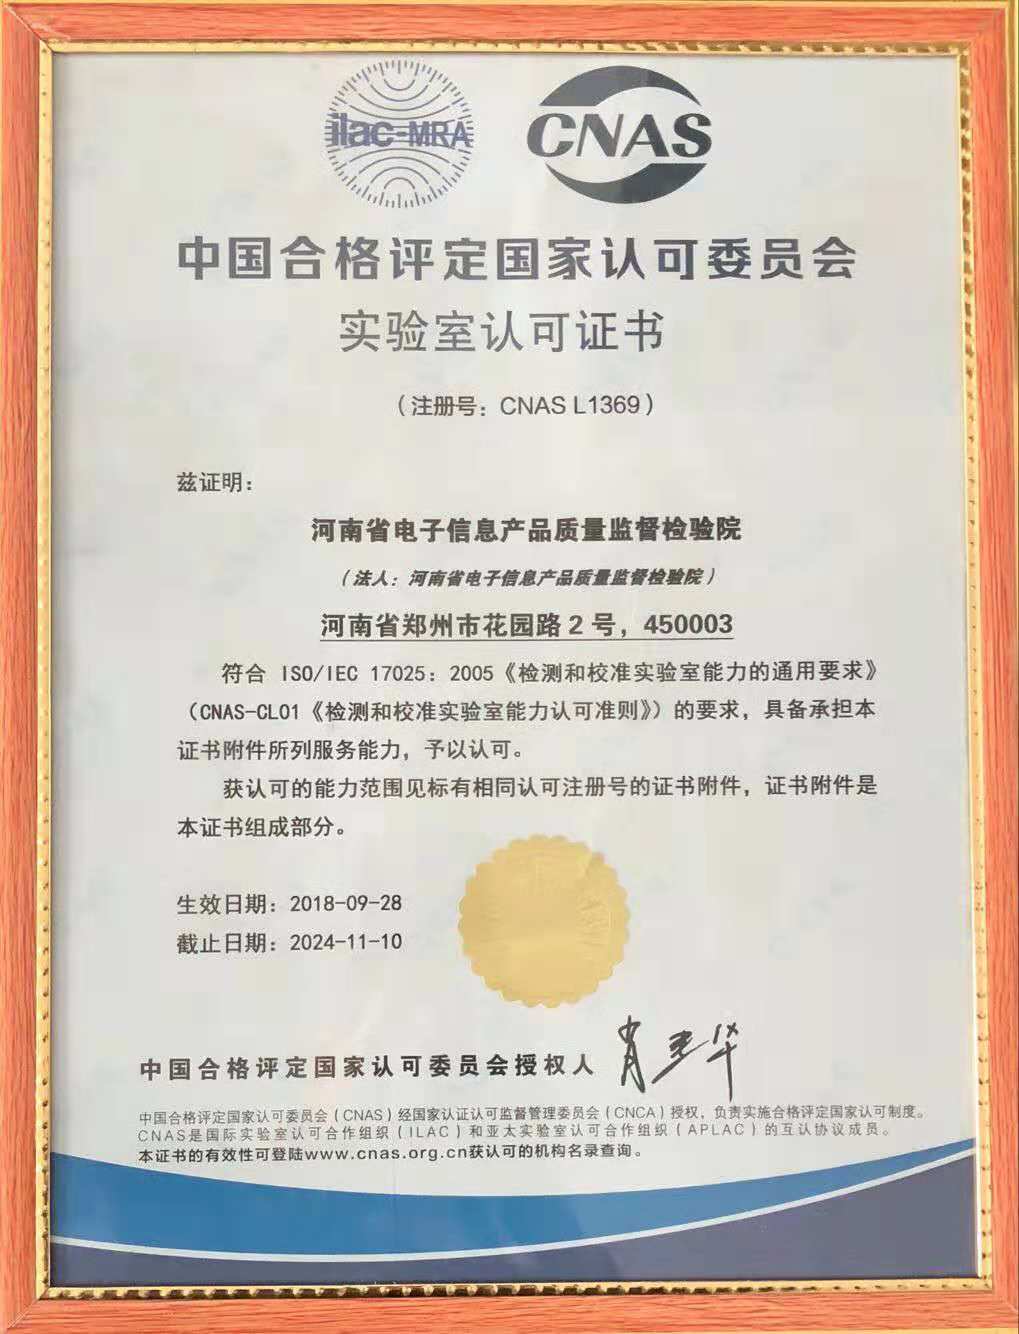 ilac-MRA
CNAS
中国合格评定国家认可委员会
实验室认可证书
（注册号：CNAS L1369）
兹证明：
河南省电子信息产品质量监督检验院
（法人：河南省电子信息产品质量监督检验院）
河南省郑州市花园路 2 号，450003
符合 ISO/IEC 17025：2005《检测和校准实验室能力的通用要求》
（CNAS-CL01《检测和校准实验室能力认可准则》）的要求，具备承担本
证书附件所列服务能力，予以认可。
获认可的能力范围见标有相同认可注册号的证书附件，证书附件是
本证书组成部分。
生效日期：2018-09-28
截止日期：2024-11-10
中国合格评定国家认可委员会授权人
中国合格评定国家认可委员会（CNAS）经国家认证认可监督管理委员会（CNCA）授权，负责实施合格评定国家认可制度。
CNAS是国际实验室认可合作组织（ILAC）和亚太实验室认可合作组织（APLAC）的互认协议成员。
本证书的有效性可登陆www.cnas.org.cn获认可的机构名录查询。